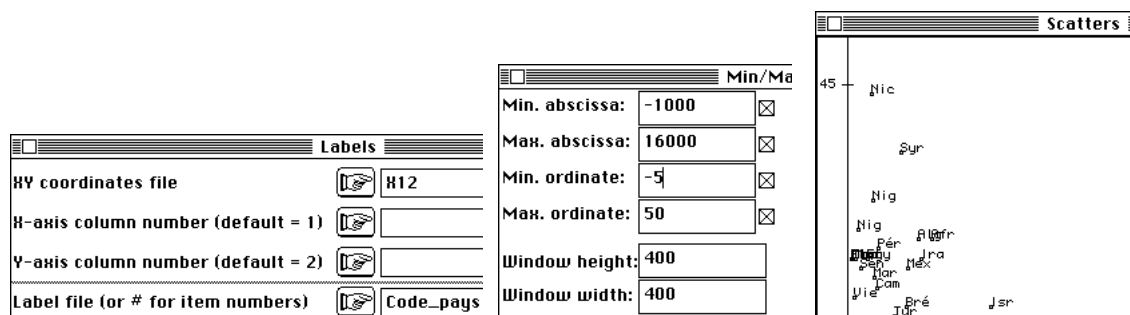 Labels
XY coordinates file X12
X-axis column number (default = 1)
Y-axis column number (default = 2)
Label file (or # for item numbers) Code_pays
Min/Ma
Min. abscissa: -1000
Max. abscissa: 16000
Min. ordinate: -5
Max. ordinate: 50
Window height: 400
Window width: 400
Scatters
45
Nic
Syr
Nig
Nig
Pér
Ira
Sen
Mex
Mar
Cam
Vie
Bré
Isr